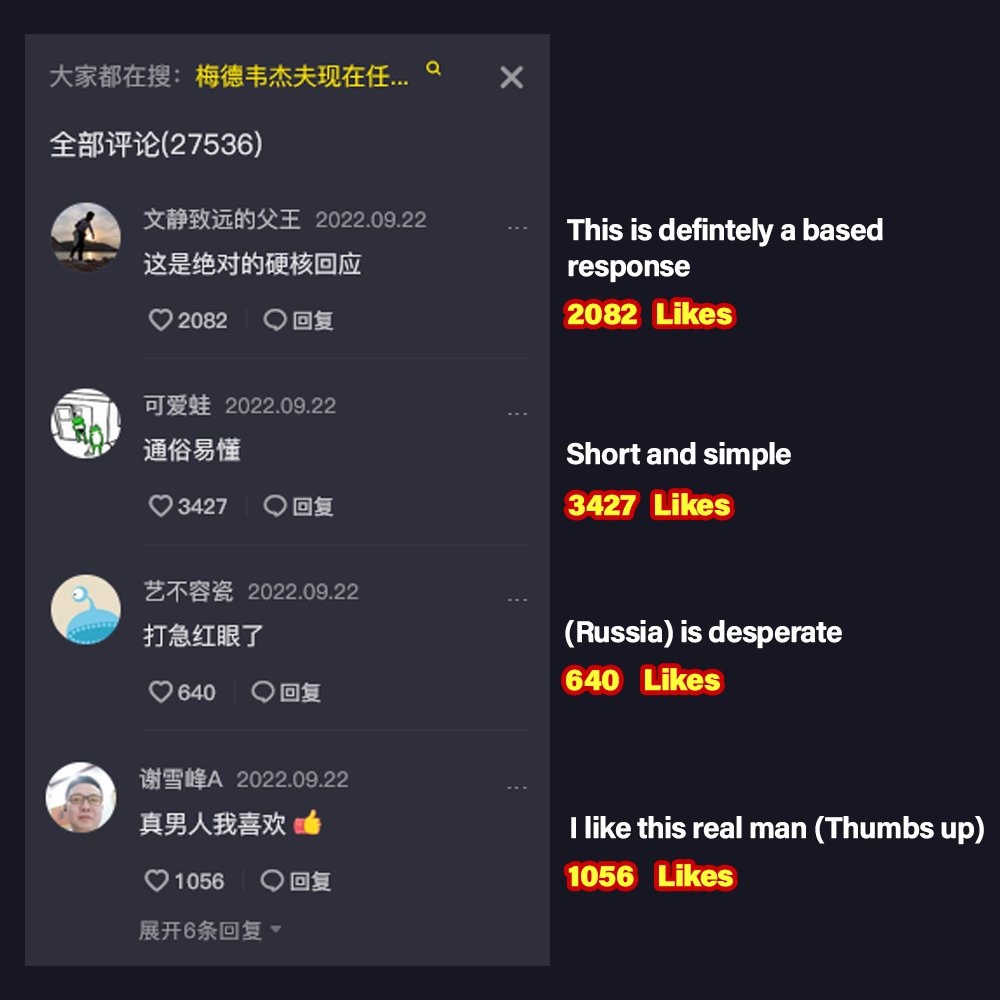 大家都在搜：梅德韦杰夫现在任...
全部评论(27536)
文静致远的父王 2022.09.22
...
这是绝对的硬核回应
2082 回复
This is defintely a based
response
2082 Likes
可爱蛙 2022.09.22
...
通俗易懂
3427 回复
Short and simple
3427 Likes
艺不容瓷 2022.09.22
...
打急红眼了
640 回复
(Russia) is desperate
640 Likes
谢雪峰A 2022.09.22
...
真男人我喜欢👍
1056 回复
展开6条回复
I like this real man (Thumbs up)
1056 Likes